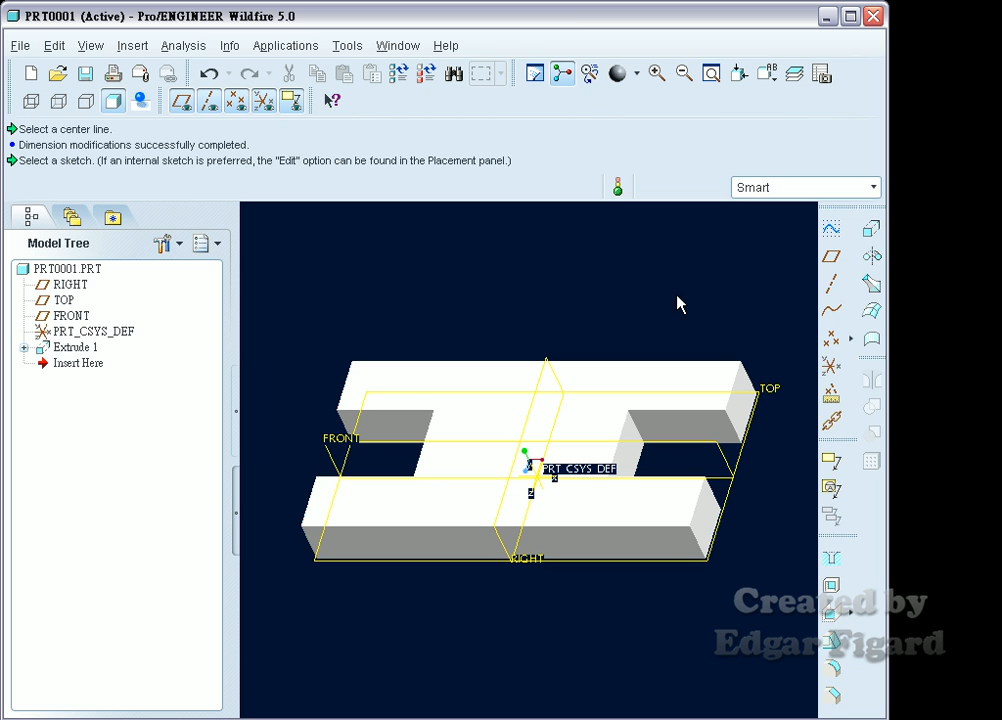 PRT0001 (Active) - Pro/ENGINEER Wildfire 5.0
File Edit View Insert Analysis Info Applications Tools Window Help
Select a center line.
Dimension modifications successfully completed.
Select a sketch. (If an internal sketch is preferred, the "Edit" option can be found in the Placement panel.)
Smart
Model Tree
PRT0001.PRT
RIGHT
TOP
FRONT
PRT_CSYS_DEF
Extrude 1
Insert Here
TOP
FRONT
PRT_CSYS_DEF
RIGHT
Created by
Edgar Figard